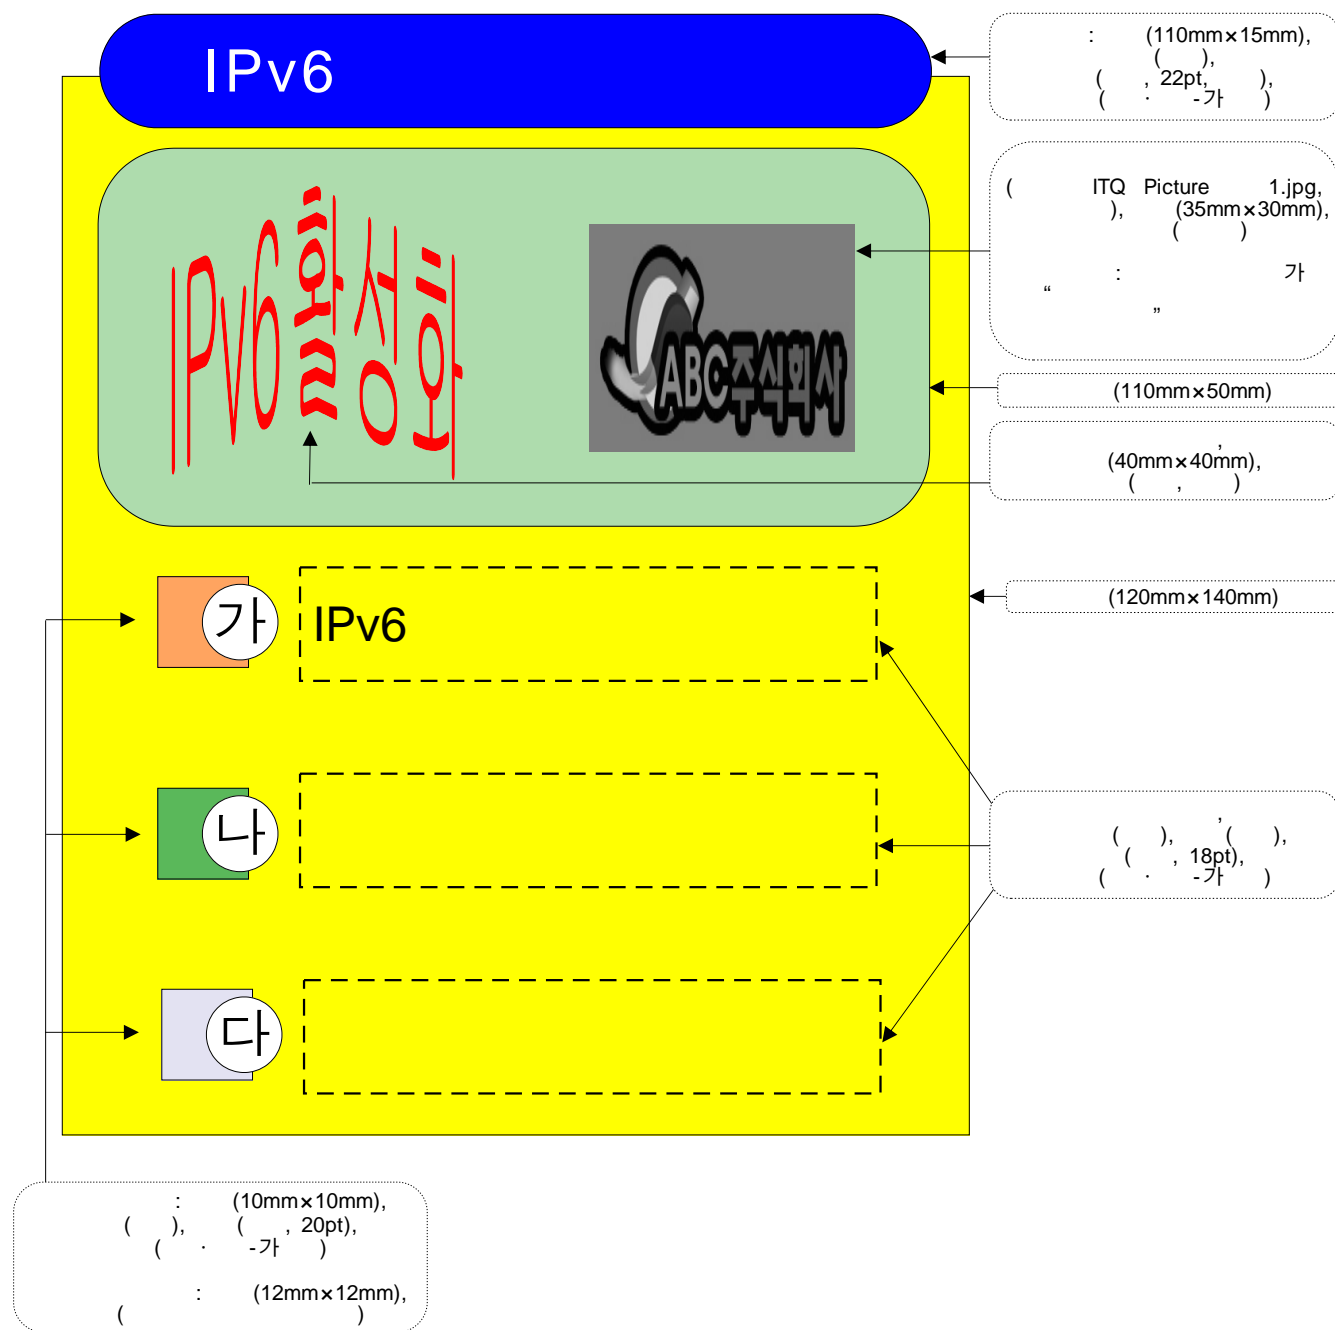 IPv6
: (110mm×15mm),
( ),
( , 22pt, ),
( · -가 )
IPv6활성화
ABC주식회사
( ITQ Picture 1.jpg,
), (35mm×30mm),
( )
: 가
“
”
(110mm×50mm)
,
(40mm×40mm),
( , )
(120mm×140mm)
가
IPv6
나
,
( ), ( ),
( , 18pt),
( · -가 )
다
: (10mm×10mm),
( ), ( , 20pt),
( · -가 )
: (12mm×12mm),
( )